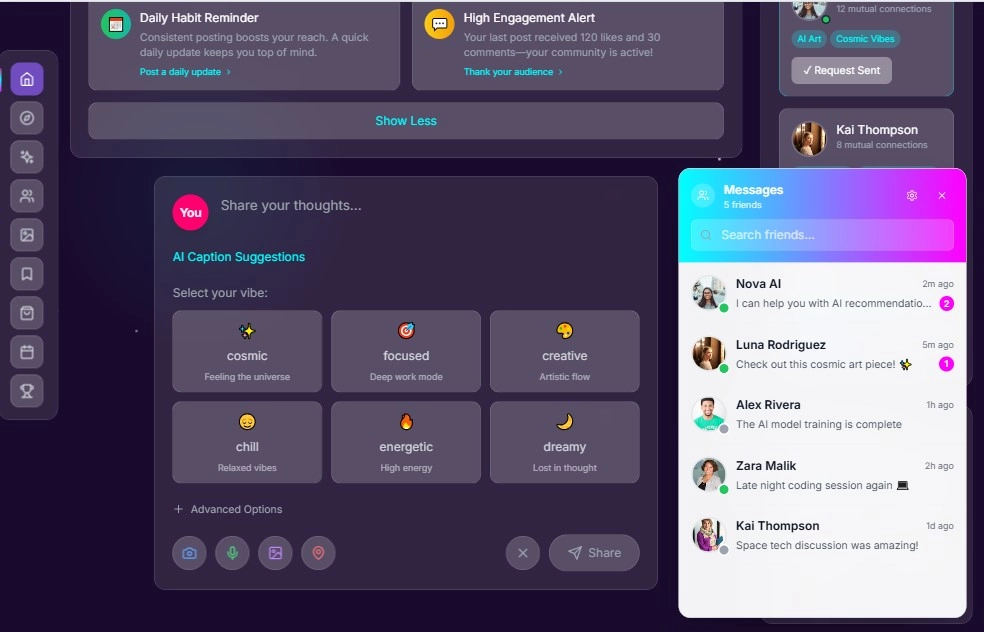 Daily Habit Reminder
Consistent posting boosts your reach. A quick
daily update keeps you top of mind.
Post a daily update ›
High Engagement Alert
Your last post received 120 likes and 30
comments—your community is active!
Thank your audience ›
Show Less
12 mutual connections
AI Art
Cosmic Vibes
✓ Request Sent
Kai Thompson
8 mutual connections
You
Share your thoughts...
AI Caption Suggestions
Select your vibe:
cosmic
Feeling the universe
focused
Deep work mode
creative
Artistic flow
chill
Relaxed vibes
energetic
High energy
dreamy
Lost in thought
+ Advanced Options
Share
Messages
5 friends
Search friends...
Nova AI
2m ago
I can help you with AI recommendatio...
2
Luna Rodriguez
5m ago
Check out this cosmic art piece! ✨
1
Alex Rivera
1h ago
The AI model training is complete
Zara Malik
2h ago
Late night coding session again 💻
Kai Thompson
1d ago
Space tech discussion was amazing!